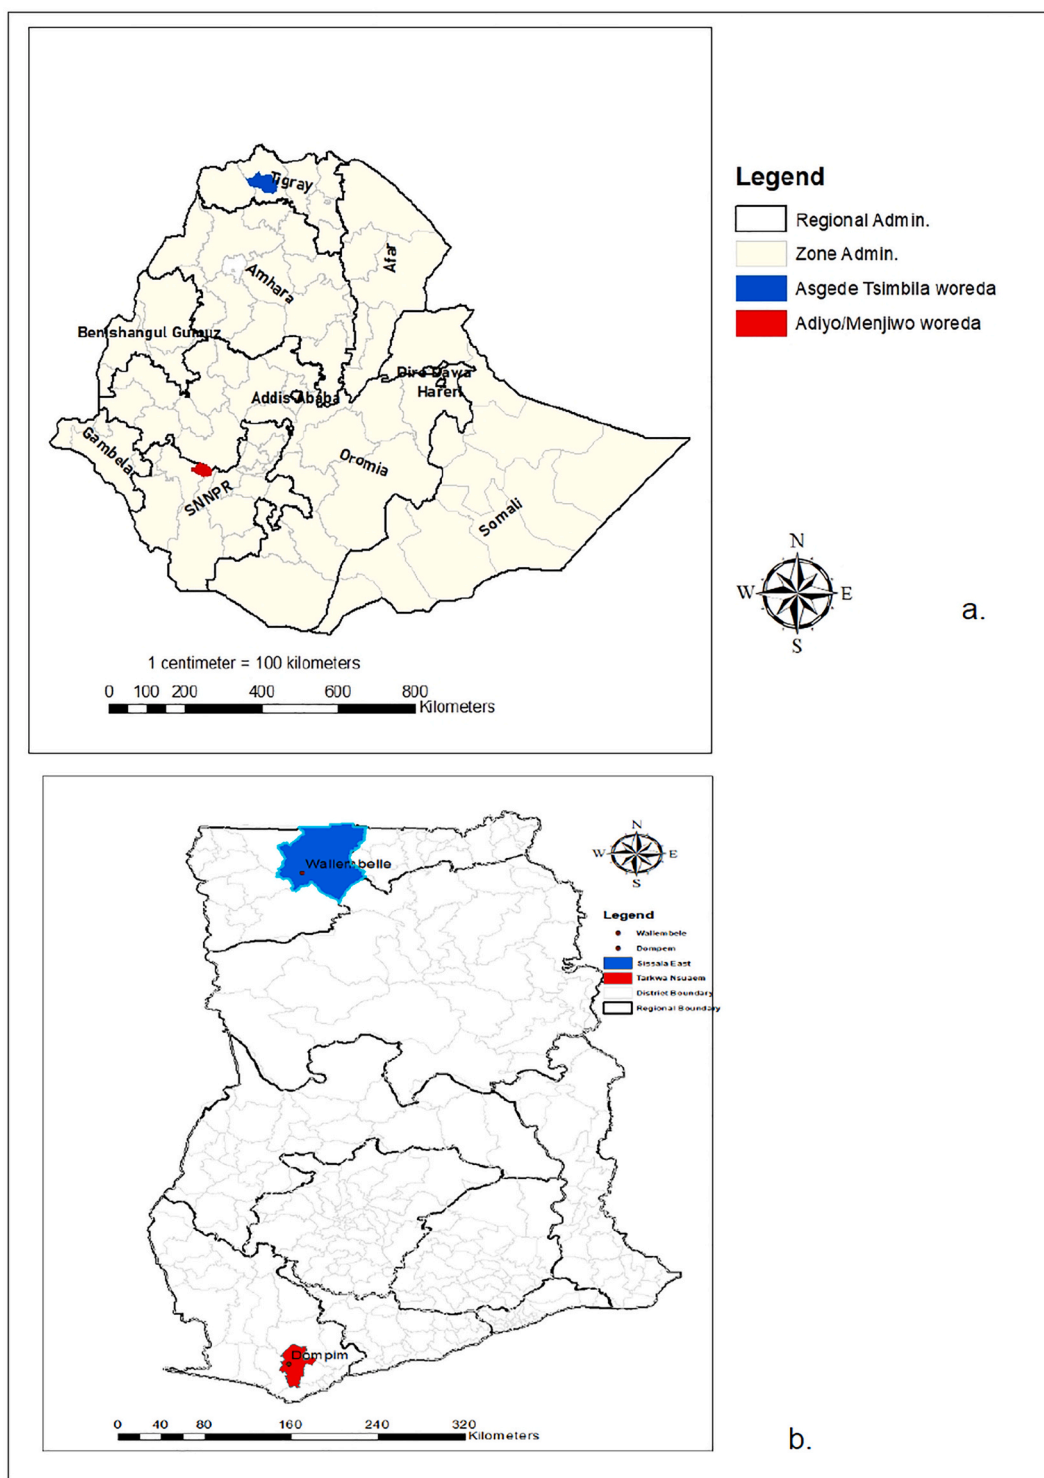 Tigray
Afar
Amhara
Benishangul Gumuz
Dire Dawa
Hareri
Addis Ababa
Gambela
Oromia
SNNPR
Somali
1 centimeter = 100 kilometers
0 100 200 400 600 800
Kilometers
Legend
Regional Admin.
Zone Admin.
Asgede Tsimbila woreda
Adiyo/Menjiwo woreda
N
W E
S
a.
Wallembelle
N
W E
S
Legend
Wallembele
Dompem
Sissala East
Tarkwa Nsuaem
District Boundary
Regional Boundary
Dompim
0 40 80 160 240 320
Kilometers
b.